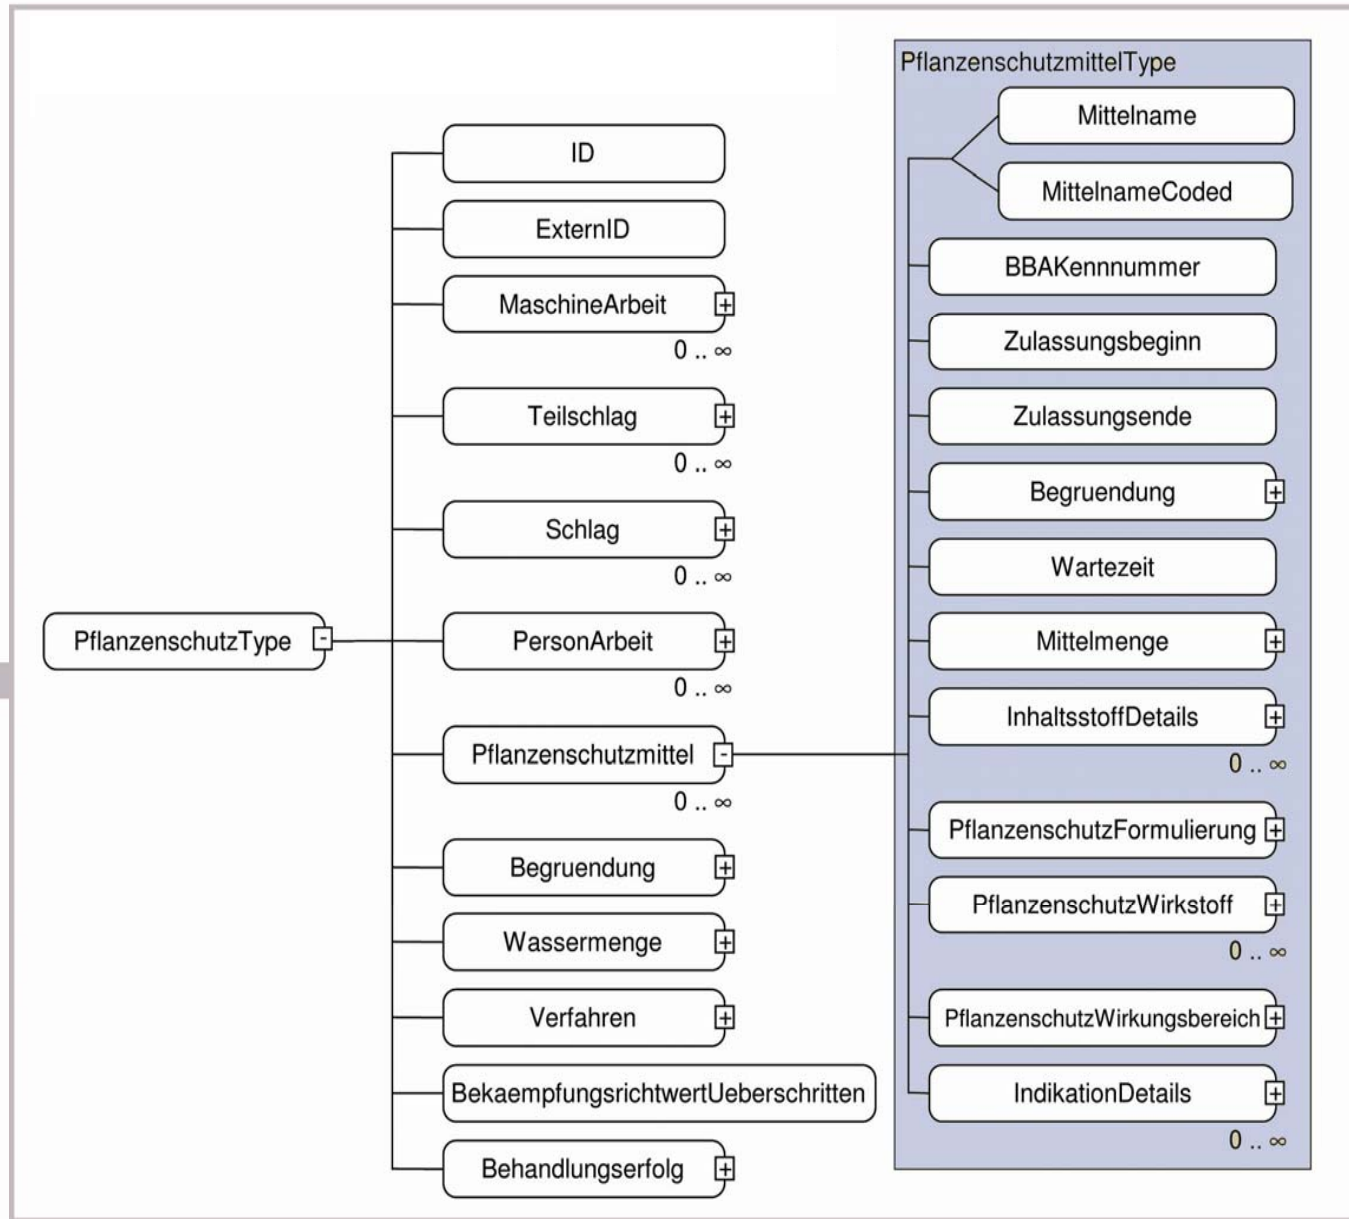 PflanzenschutzType
ID
ExternID
MaschineArbeit
0 .. ∞
Teilschlag
0 .. ∞
Schlag
0 .. ∞
PersonArbeit
0 .. ∞
Pflanzenschutzmittel
0 .. ∞
Begruendung
Wassermenge
Verfahren
BekaempfungsrichtwertUeberschritten
Behandlungserfolg
PflanzenschutzmittelType
Mittelname
MittelnameCoded
BBAKennnummer
Zulassungsbeginn
Zulassungsende
Begruendung
Wartezeit
Mittelmenge
InhaltsstoffDetails
0 .. ∞
PflanzenschutzFormulierung
PflanzenschutzWirkstoff
0 .. ∞
PflanzenschutzWirkungsbereich
IndikationDetails
0 .. ∞